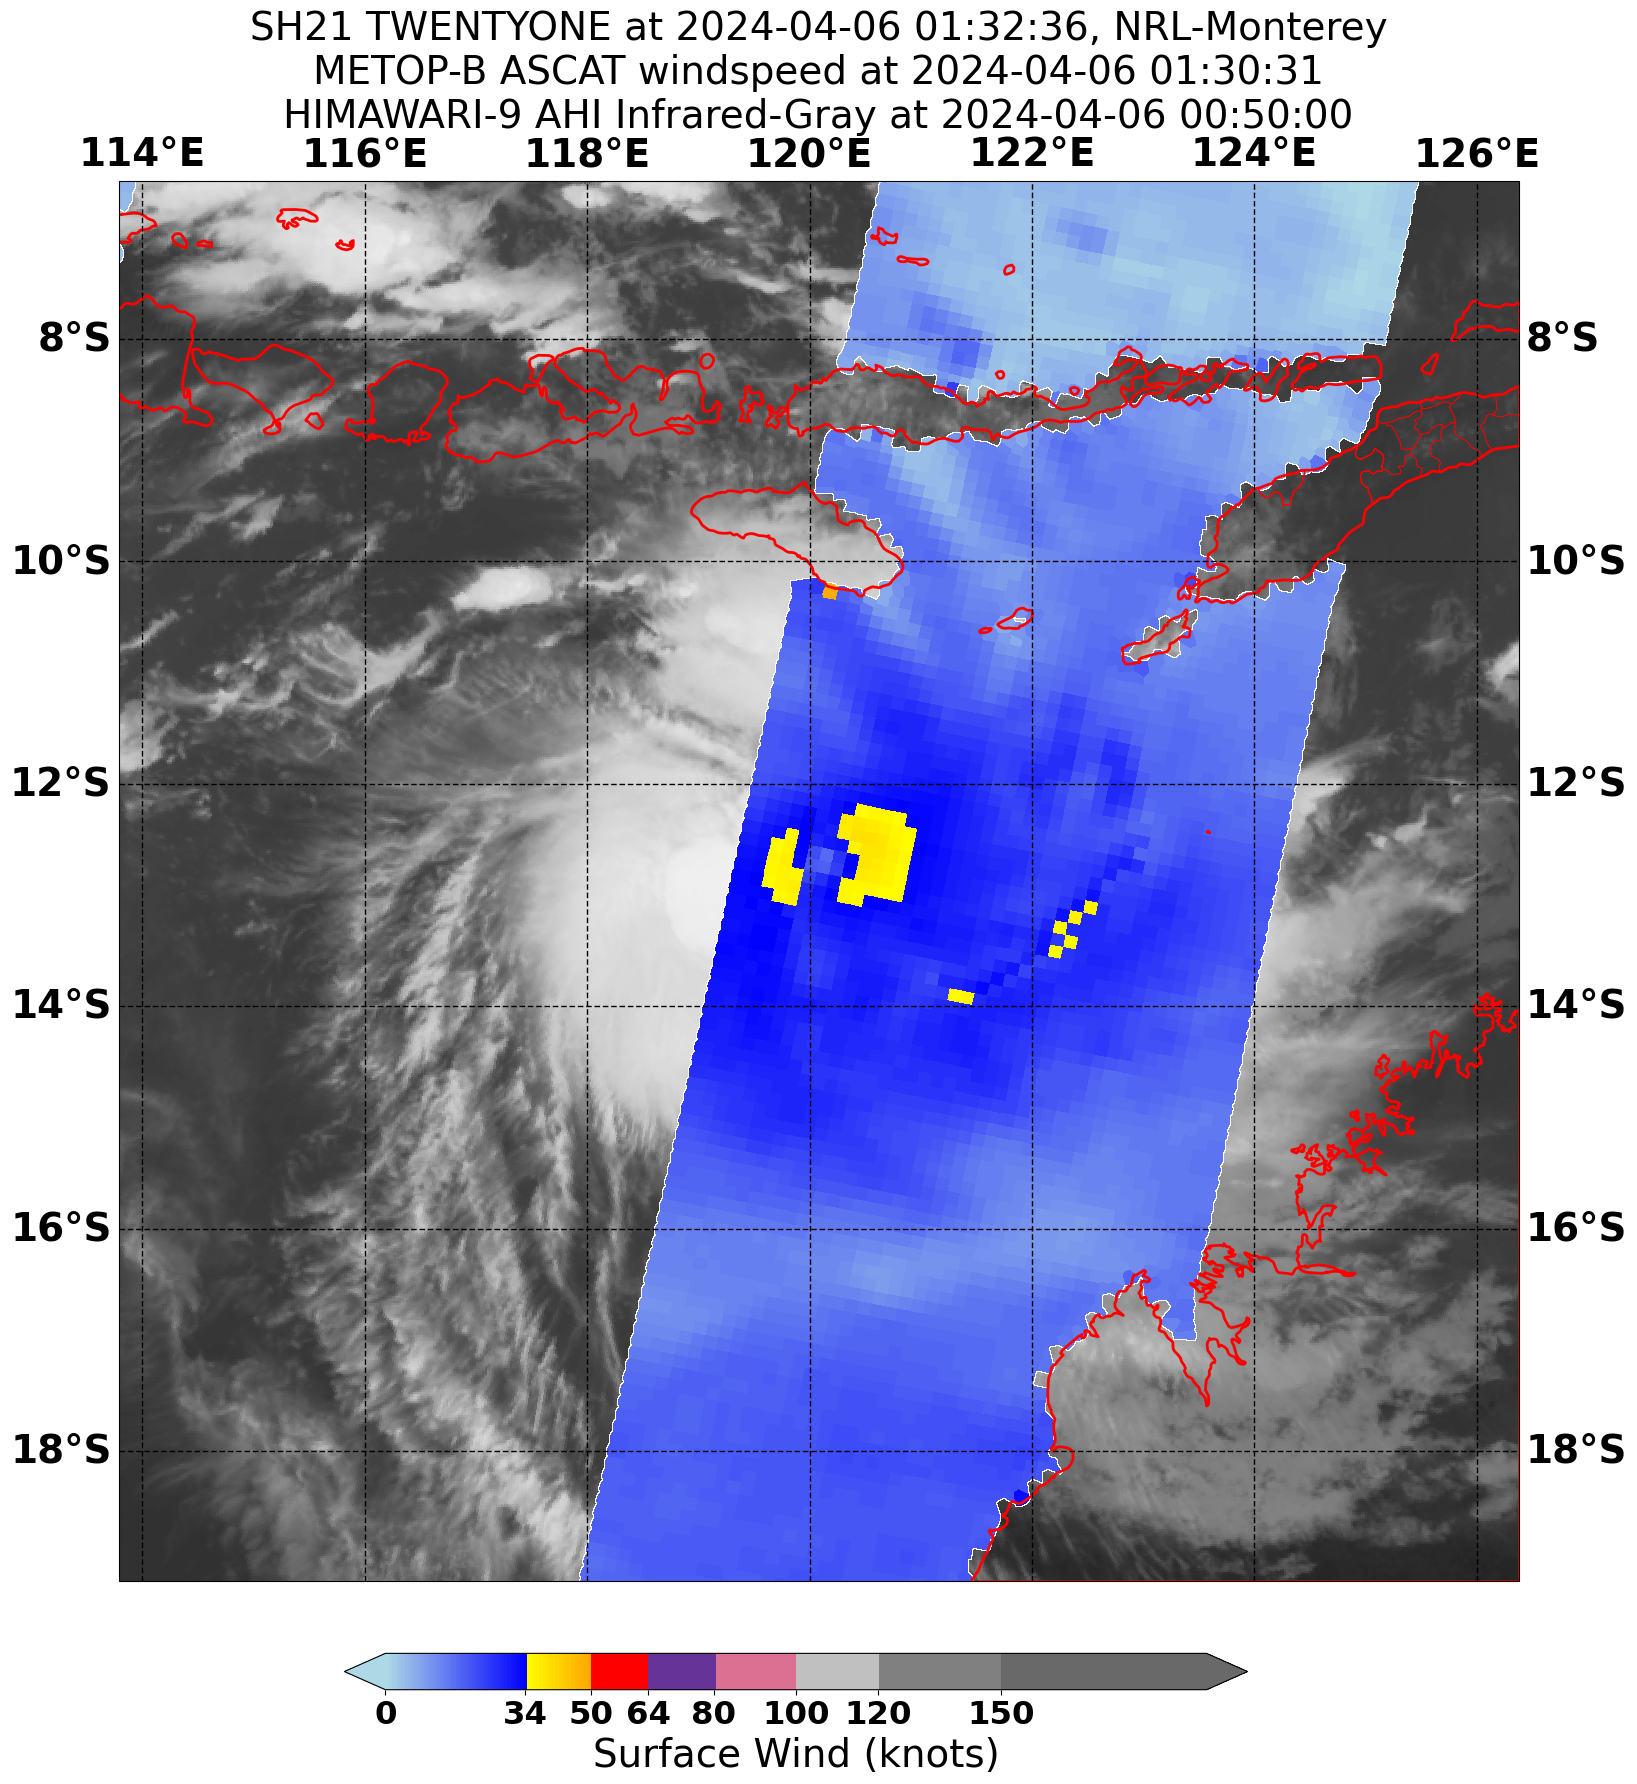 SH21 TWENTYONE at 2024-04-06 01:32:36, NRL-Monterey
METOP-B ASCAT windspeed at 2024-04-06 01:30:31
HIMAWARI-9 AHI Infrared-Gray at 2024-04-06 00:50:00
114°E 116°E 118°E 120°E 122°E 124°E 126°E
8°S 8°S
10°S 10°S
12°S 12°S
14°S 14°S
16°S 16°S
18°S 18°S
0 34 50 64 80 100 120 150
Surface Wind (knots)